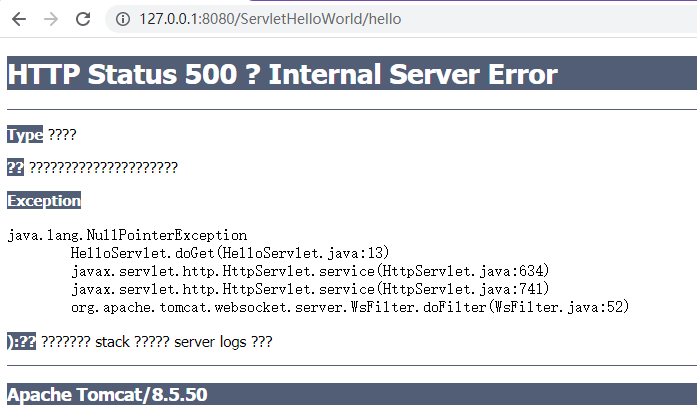 127.0.0.1:8080/ServletHelloWorld/hello
HTTP Status 500 ? Internal Server Error
Type ????
?? ?????????????????????
Exception
java.lang.NullPointerException
HelloServlet.doGet(HelloServlet.java:13)
javax.servlet.http.HttpServlet.service(HttpServlet.java:634)
javax.servlet.http.HttpServlet.service(HttpServlet.java:741)
org.apache.tomcat.websocket.server.WsFilter.doFilter(WsFilter.java:52)
):?? ??????? stack ????? server logs ???
Apache Tomcat/8.5.50